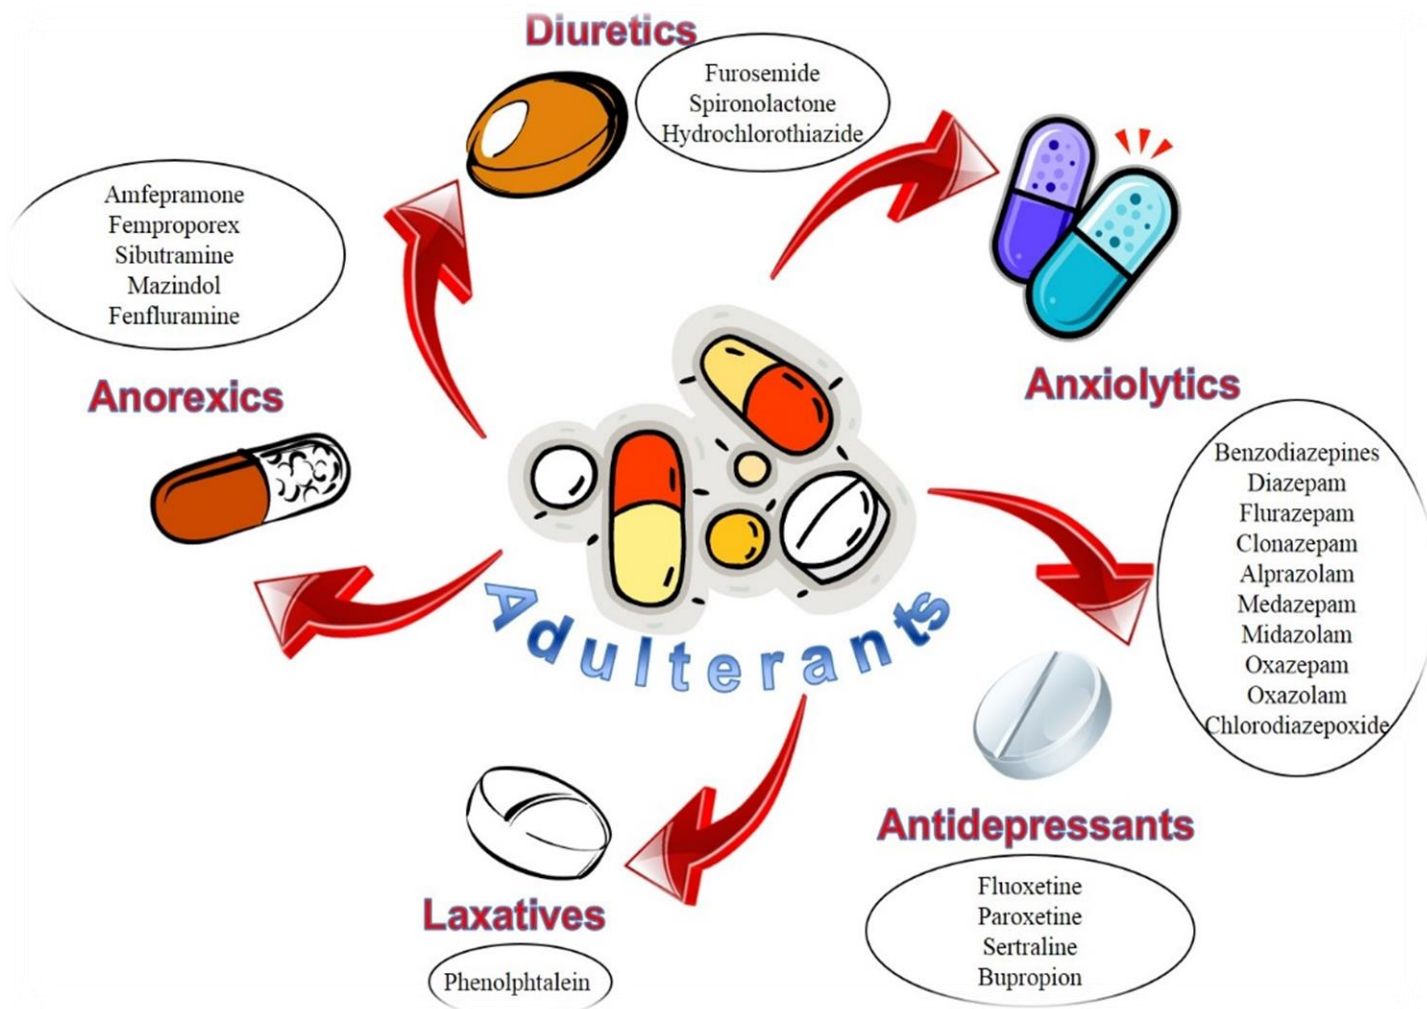 Diuretics
Furosemide
Spironolactone
Hydrochlorothiazide
Amfepramone
Femproporex
Sibutramine
Mazindol
Fenfluramine
Anorexics
Anxiolytics
Benzodiazepines
Diazepam
Flurazepam
Clonazepam
Alprazolam
Medazepam
Midazolam
Oxazepam
Oxazolam
Chlorodiazepoxide
Adulterants
Antidepressants
Fluoxetine
Paroxetine
Sertraline
Bupropion
Laxatives
Phenolphtalein